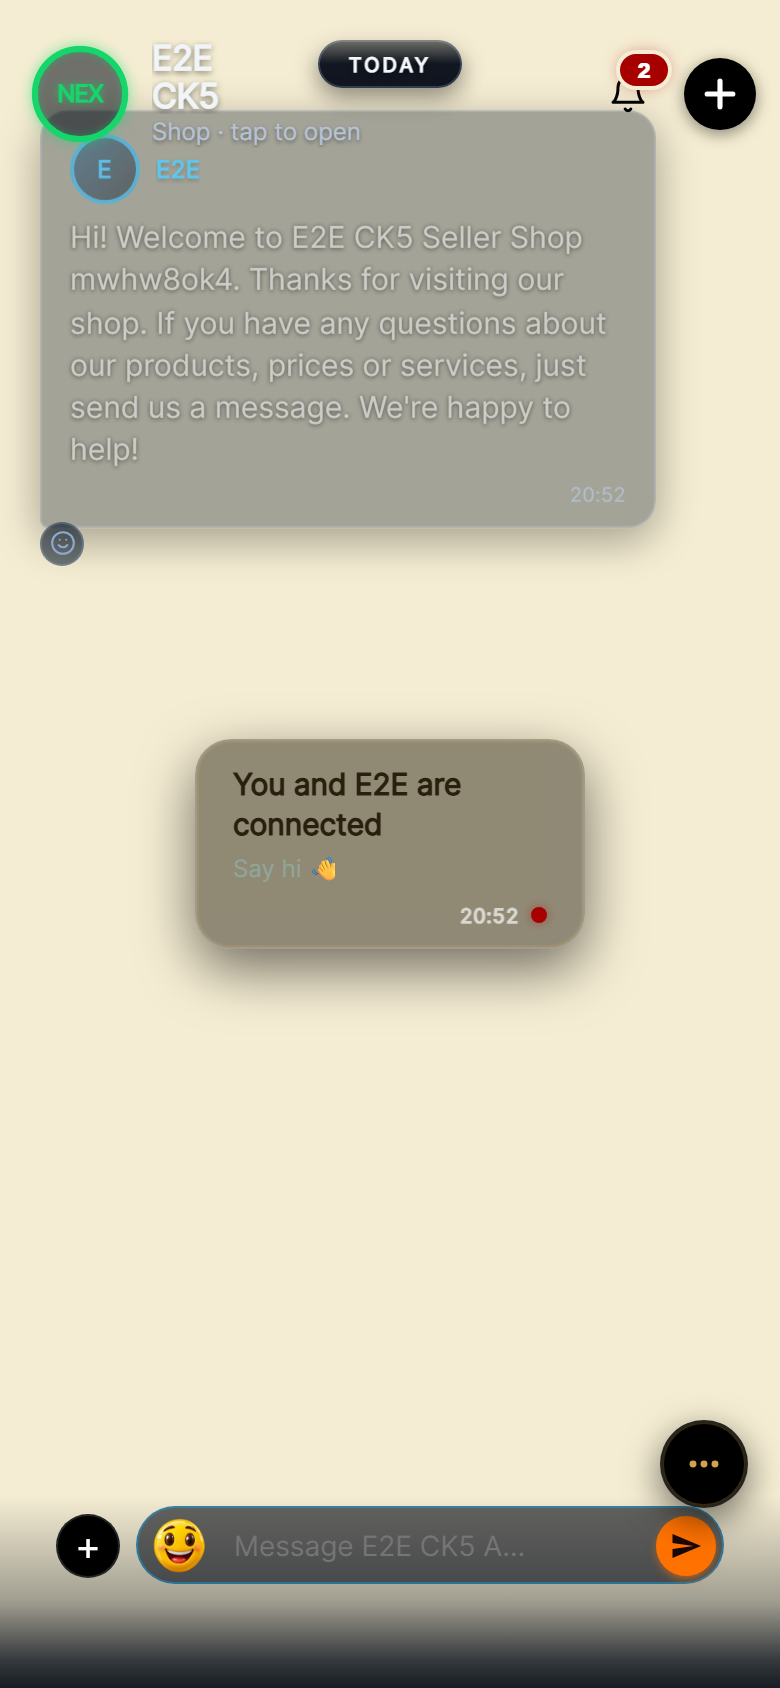 NEX
E2E
CK5
Shop · tap to open
TODAY
2
E
E2E
Hi! Welcome to E2E CK5 Seller Shop
mwhw8ok4. Thanks for visiting our
shop. If you have any questions about
our products, prices or services, just
send us a message. We're happy to
help!
20:52
You and E2E are
connected
Say hi 👋
20:52
Message E2E CK5 A...